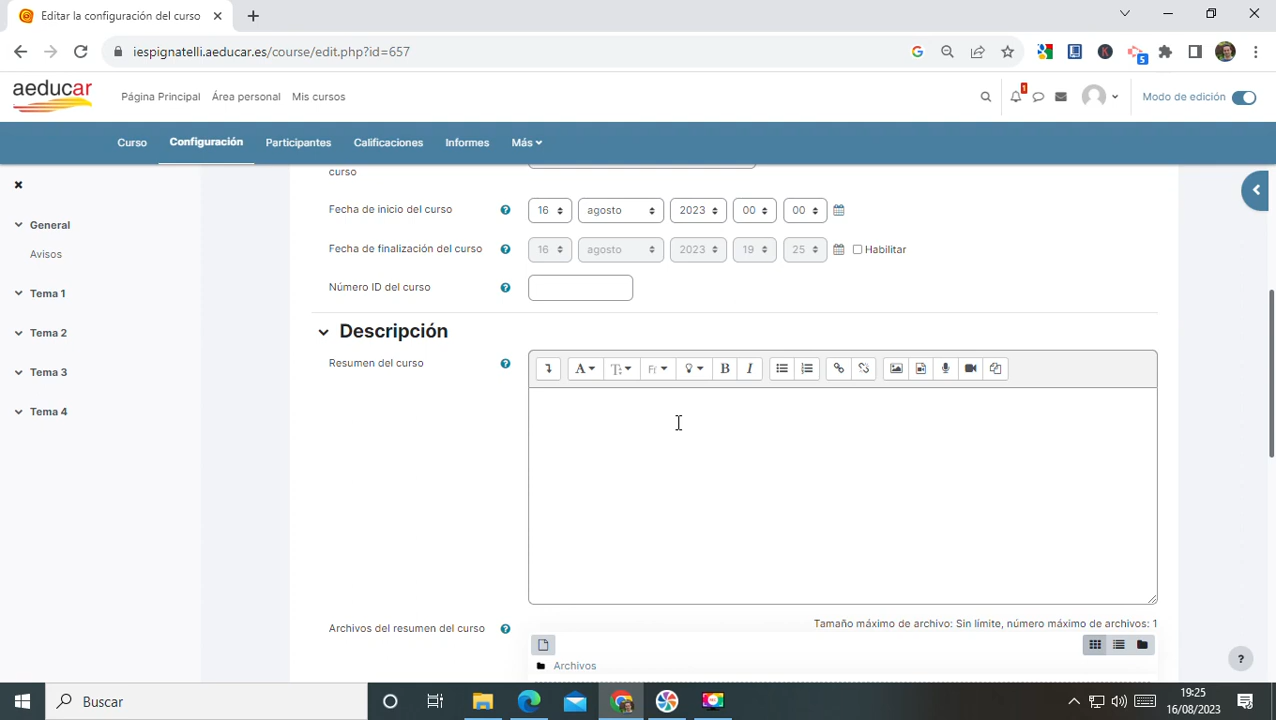 Editar la configuración del curso
iespignatelli.aeducar.es/course/edit.php?id=657
5
aeducar
Página Principal Área personal Mis cursos
1
Modo de edición
Curso Configuración Participantes Calificaciones Informes Más
curso
General
Avisos
Tema 1
Tema 2
Tema 3
Tema 4
Fecha de inicio del curso ? 16 agosto 2023 00 00
Fecha de finalización del curso ? 16 agosto 2023 19 25 Habilitar
Número ID del curso ?
Descripción
Resumen del curso ?
A T Fr B I
Tamaño máximo de archivo: Sin límite, número máximo de archivos: 1
Archivos del resumen del curso ?
Archivos
?
Buscar
19:25
16/08/2023